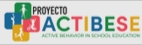 PROYECTO
ACTIBESE
ACTIVE BEHAVIOR IN SCHOOL EDUCATION